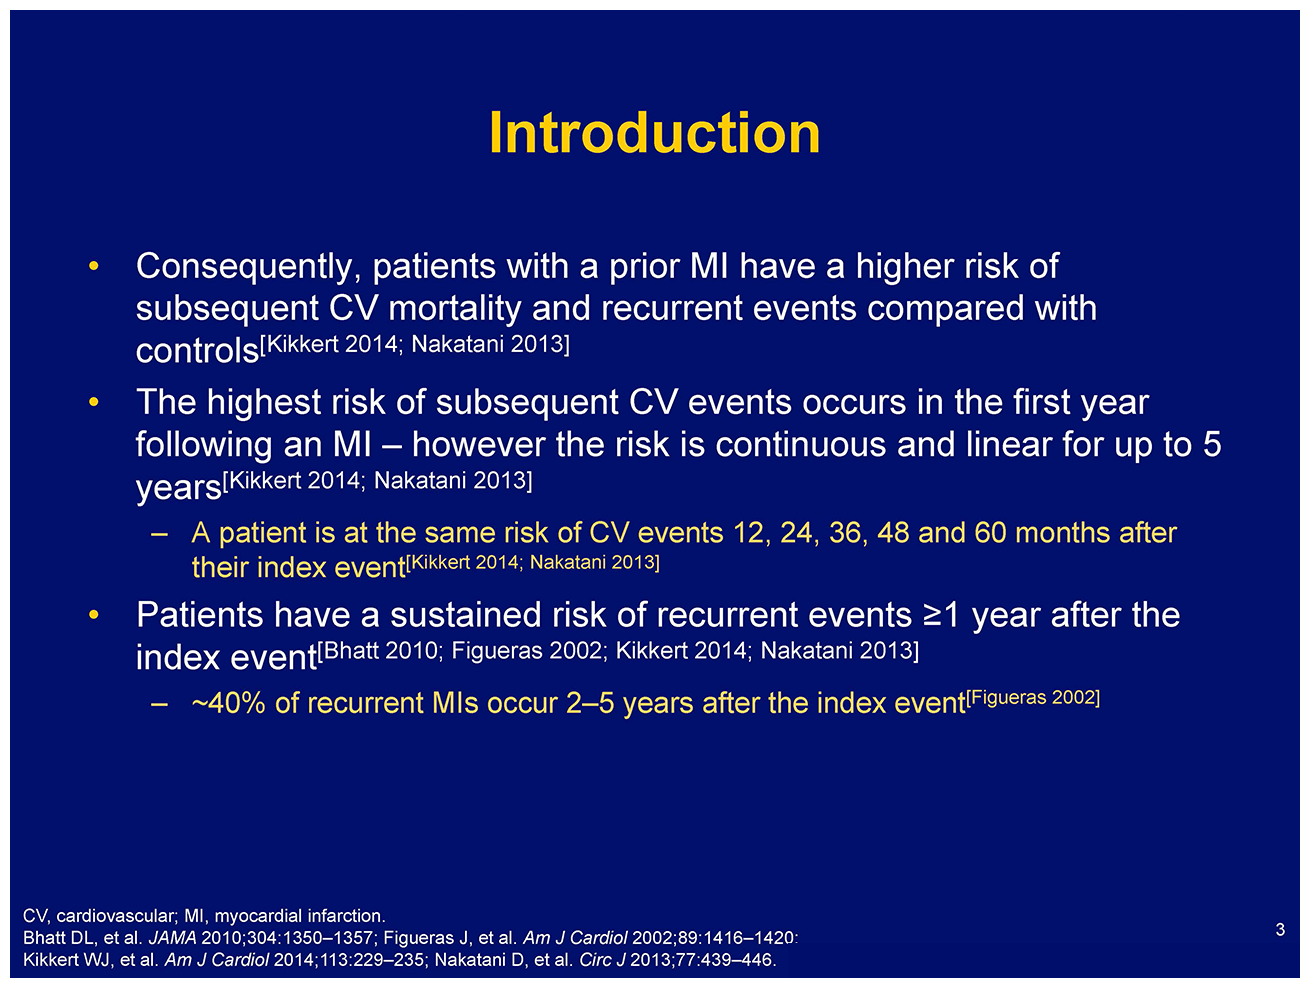 Introduction
• Consequently, patients with a prior MI have a higher risk of
subsequent CV mortality and recurrent events compared with
controls[Kikkert 2014; Nakatani 2013]
• The highest risk of subsequent CV events occurs in the first year
following an MI – however the risk is continuous and linear for up to 5
years[Kikkert 2014; Nakatani 2013]
– A patient is at the same risk of CV events 12, 24, 36, 48 and 60 months after
their index event[Kikkert 2014; Nakatani 2013]
• Patients have a sustained risk of recurrent events ≥1 year after the
index event[Bhatt 2010; Figueras 2002; Kikkert 2014; Nakatani 2013]
– ~40% of recurrent MIs occur 2–5 years after the index event[Figueras 2002]
CV, cardiovascular; MI, myocardial infarction.
Bhatt DL, et al. JAMA 2010;304:1350–1357; Figueras J, et al. Am J Cardiol 2002;89:1416–1420;
Kikkert WJ, et al. Am J Cardiol 2014;113:229–235; Nakatani D, et al. Circ J 2013;77:439–446.
3